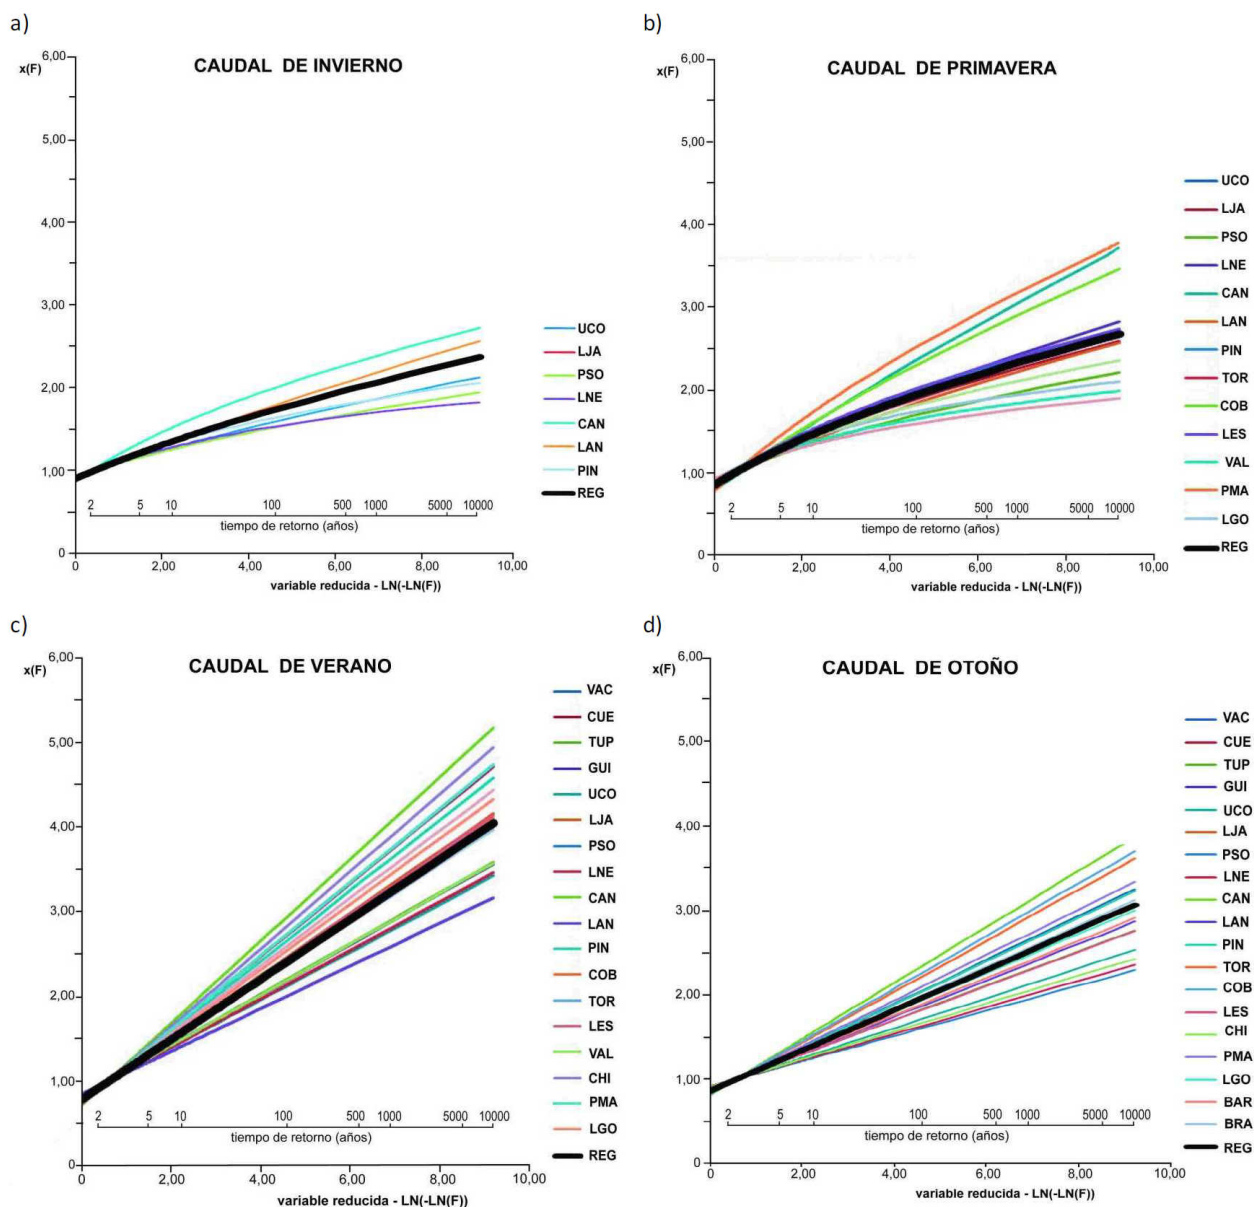 a)
CAUDAL DE INVIERNO
x(F)
6,00
5,00
4,00
3,00
2,00
1,00
0
UCO
LJA
PSO
LNE
CAN
LAN
PIN
REG
2 5 10 100 500 1000 5000 10000
tiempo de retorno (años)
0 2,00 4,00 6,00 8,00 10,00
variable reducida - LN(-LN(F))
b)
CAUDAL DE PRIMAVERA
x(F)
6,00
5,00
4,00
3,00
2,00
1,00
0
UCO
LJA
PSO
LNE
CAN
LAN
PIN
TOR
COB
LES
VAL
PMA
LGO
REG
2 5 10 100 500 1000 5000 10000
tiempo de retorno (años)
0 2,00 4,00 6,00 8,00 10,00
variable reducida - LN(-LN(F))
c)
CAUDAL DE VERANO
x(F)
6,00
5,00
4,00
3,00
2,00
1,00
0
VAC
CUE
TUP
GUI
UCO
LJA
PSO
LNE
CAN
LAN
PIN
COB
TOR
LES
VAL
CHI
PMA
LGO
REG
2 5 10 100 500 1000 5000 10000
tiempo de retorno (años)
0 2,00 4,00 6,00 8,00 10,00
variable reducida - LN(-LN(F))
d)
CAUDAL DE OTOÑO
x(F)
6,00
5,00
4,00
3,00
2,00
1,00
0
VAC
CUE
TUP
GUI
UCO
LJA
PSO
LNE
CAN
LAN
PIN
TOR
COB
LES
CHI
PMA
LGO
BAR
BRA
REG
2 5 10 100 500 1000 5000 10000
tiempo de retorno (años)
0 2,00 4,00 6,00 8,00 10,00
variable reducida - LN(-LN(F))